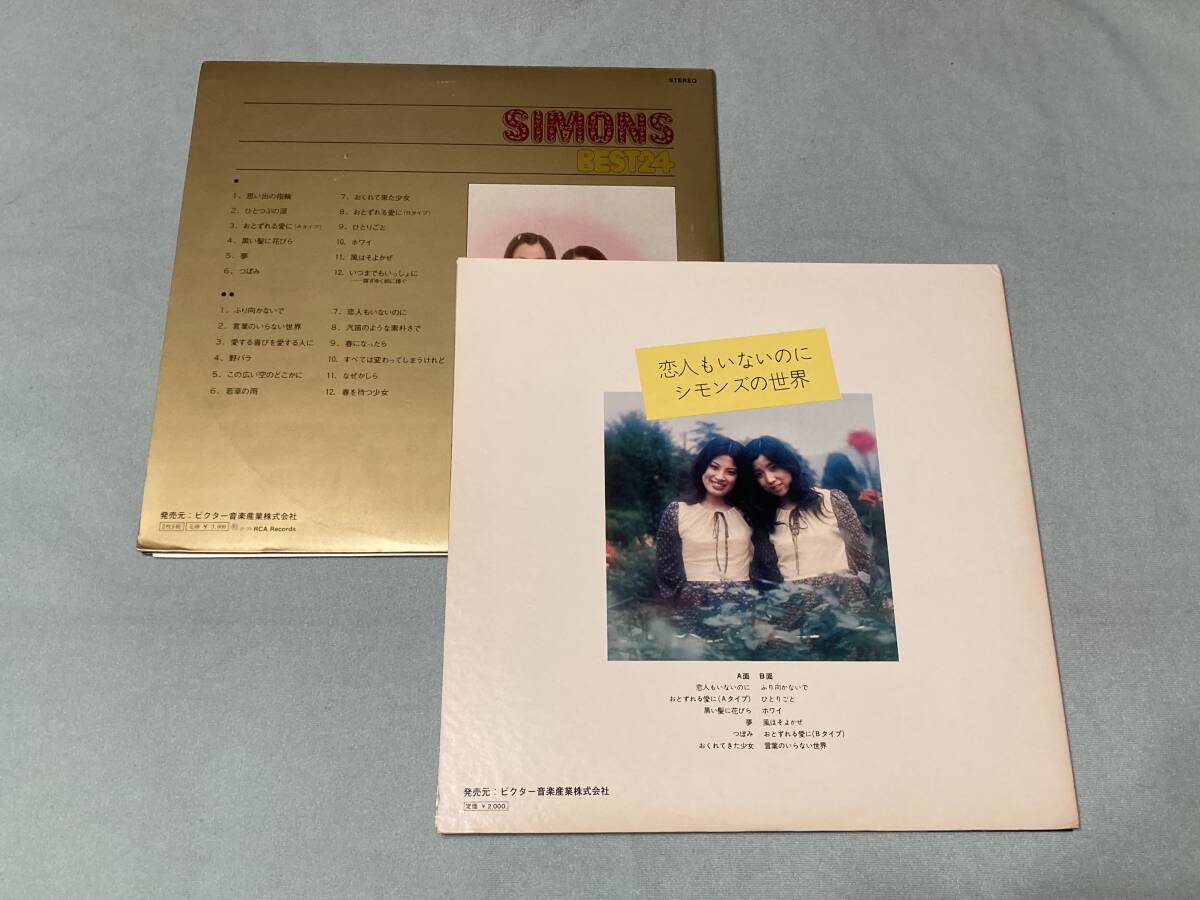 STEREO
SIMONS
BEST24
●
1. 思い出の指輪
2. ひとつぶの涙
3. おとずれる愛に(Aタイプ)
4. 黒い髪に花びら
5. 夢
6. つぼみ
7. おくれて来た少女
8. おとずれる愛に(Bタイプ)
9. ひとりごと
10. ホワイ
11. 風はそよかぜ
12. いつまでもいっしょに
●●
1. ふり向かないで
2. 言葉のいらない世界
3. 愛する喜びを愛する人に
4. 野バラ
5. この広い空のどこかに
6. 若草の雨
7. 恋人もいないのに
8. 汽笛のような素朴さで
9. 春になったら
10. すべては変わってしまうけれど
11. なぜかしら
12. 春を待つ少女
発売元:ビクター音楽産業株式会社
2枚組 定価 ¥3,000 RCA Records
恋人もいないのに
シモンズの世界
A面 B面
恋人もいないのに ふり向かないで
おとずれる愛に(Aタイプ) ひとりごと
黒い髪に花びら ホワイ
夢 風はそよかぜ
つぼみ おとずれる愛に(Bタイプ)
おくれてきた少女 言葉のいらない世界
発売元:ビクター音楽産業株式会社
定価 ¥2,000